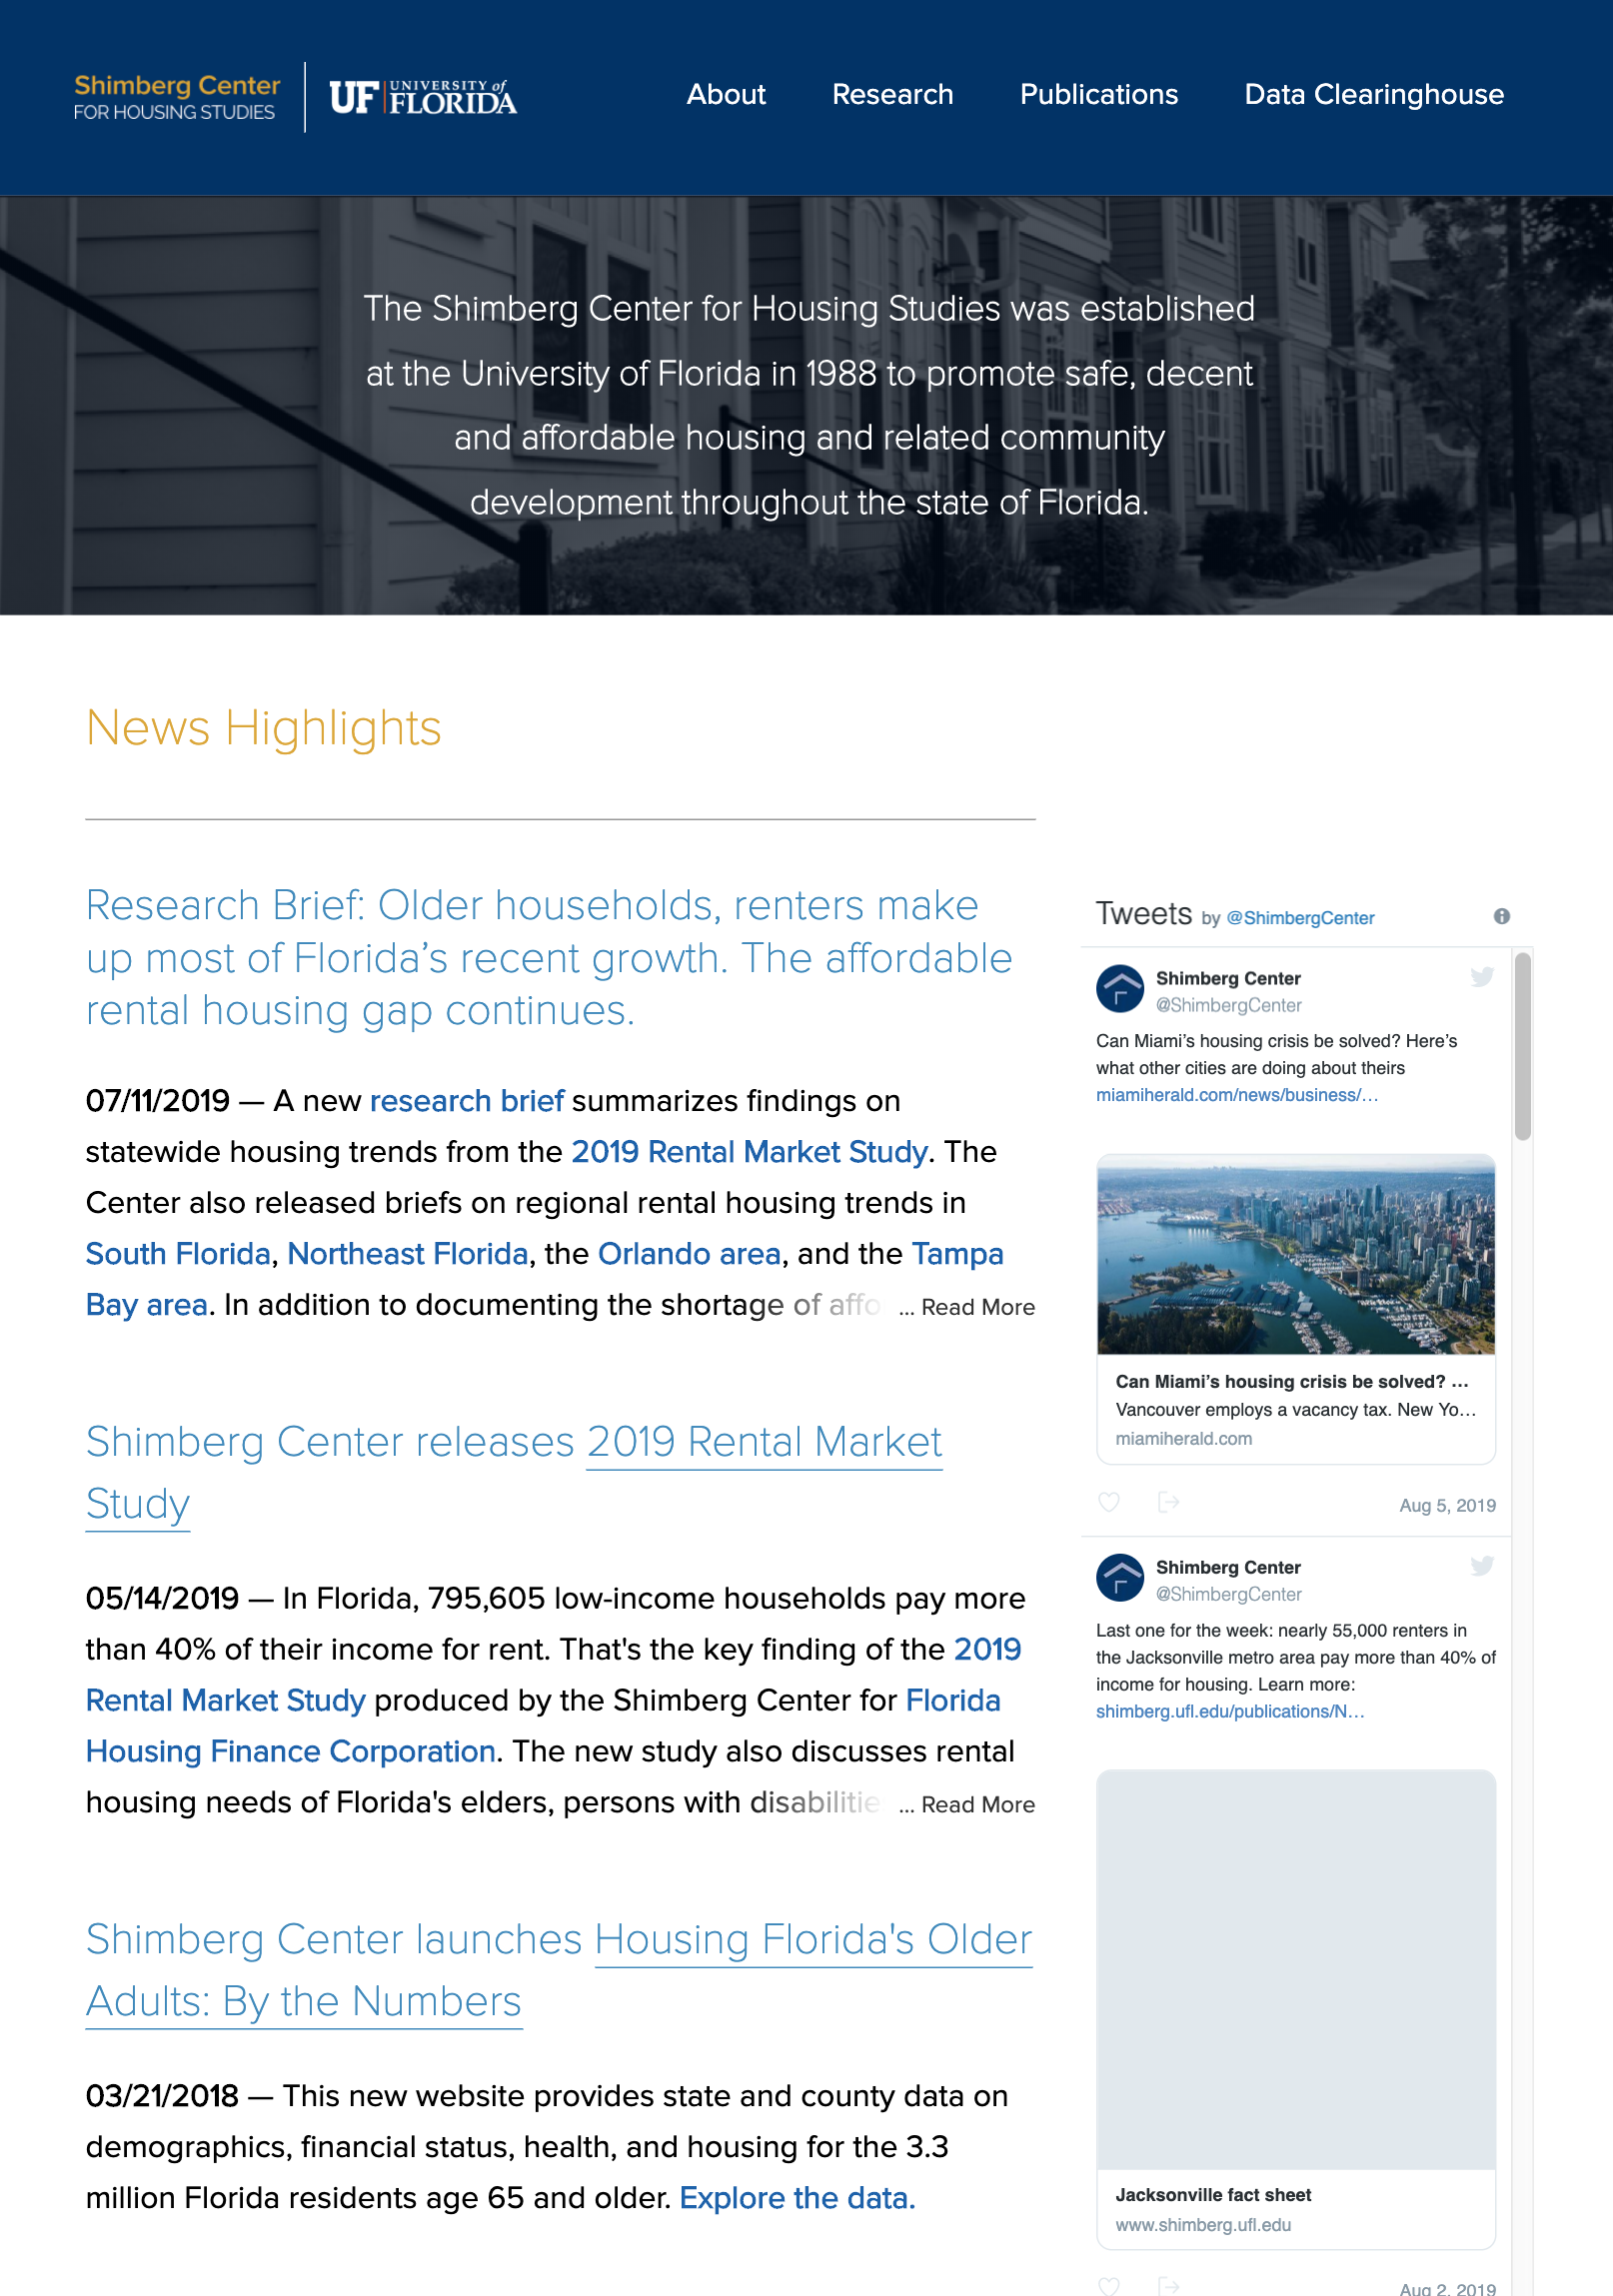 Shimberg Center
FOR HOUSING STUDIES
UF UNIVERSITY of
FLORIDA
About Research Publications Data Clearinghouse
The Shimberg Center for Housing Studies was established
at the University of Florida in 1988 to promote safe, decent
and affordable housing and related community
development throughout the state of Florida.
News Highlights
Research Brief: Older households, renters make
up most of Florida’s recent growth. The affordable
rental housing gap continues.
07/11/2019 — A new research brief summarizes findings on
statewide housing trends from the 2019 Rental Market Study. The
Center also released briefs on regional rental housing trends in
South Florida, Northeast Florida, the Orlando area, and the Tampa
Bay area. In addition to documenting the shortage of affo ... Read More
Shimberg Center releases 2019 Rental Market
Study
05/14/2019 — In Florida, 795,605 low-income households pay more
than 40% of their income for rent. That's the key finding of the 2019
Rental Market Study produced by the Shimberg Center for Florida
Housing Finance Corporation. The new study also discusses rental
housing needs of Florida's elders, persons with disabilitie ... Read More
Shimberg Center launches Housing Florida's Older
Adults: By the Numbers
03/21/2018 — This new website provides state and county data on
demographics, financial status, health, and housing for the 3.3
million Florida residents age 65 and older. Explore the data.
Tweets by @ShimbergCenter
Shimberg Center
@ShimbergCenter
Can Miami’s housing crisis be solved? Here’s
what other cities are doing about theirs
miamiherald.com/news/business/…
Can Miami’s housing crisis be solved? …
Vancouver employs a vacancy tax. New Yo…
miamiherald.com
Aug 5, 2019
Shimberg Center
@ShimbergCenter
Last one for the week: nearly 55,000 renters in
the Jacksonville metro area pay more than 40% of
income for housing. Learn more:
shimberg.ufl.edu/publications/N…
Jacksonville fact sheet
www.shimberg.ufl.edu
Aug 2, 2019